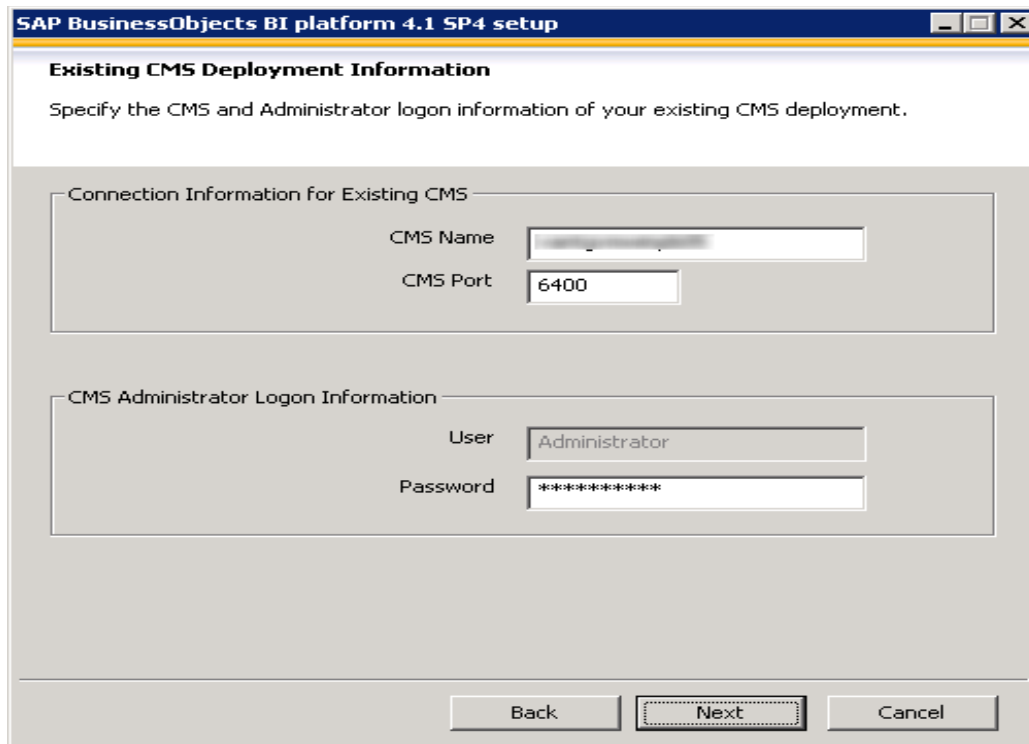 SAP BusinessObjects BI platform 4.1 SP4 setup
Existing CMS Deployment Information
Specify the CMS and Administrator logon information of your existing CMS deployment.
Connection Information for Existing CMS
CMS Name
CMS Port 6400
CMS Administrator Logon Information
User Administrator
Password **********
Back Next Cancel